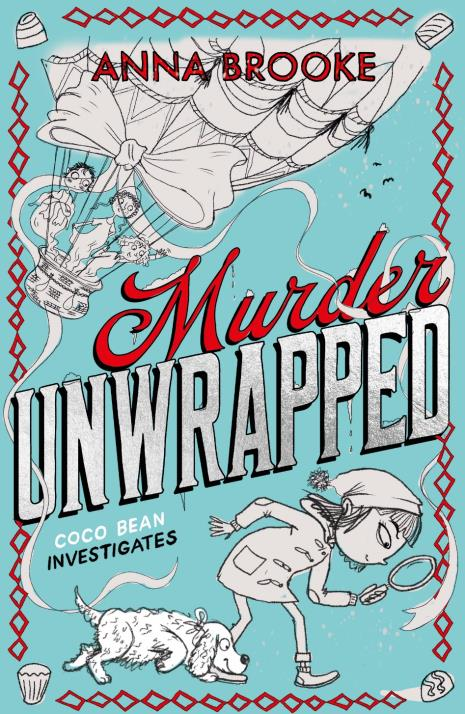 ANNA BROOKE
Murder
UNWRAPPED
COCO BEAN
INVESTIGATES